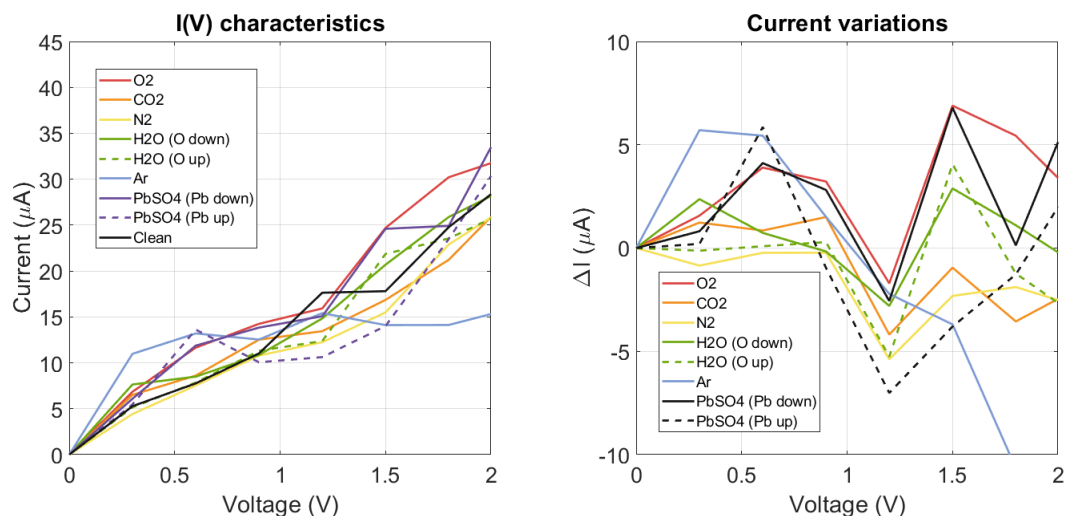 I(V) characteristics
45
40
35
30
25
20
15
10
5
0
Current (μA)
O2
CO2
N2
H2O (O down)
H2O (O up)
Ar
PbSO4 (Pb down)
PbSO4 (Pb up)
Clean
0
0.5
1
1.5
2
Voltage (V)
Current variations
10
5
0
-5
-10
Δ I (μA)
O2
CO2
N2
H2O (O down)
H2O (O up)
Ar
PbSO4 (Pb down)
PbSO4 (Pb up)
0
0.5
1
1.5
2
Voltage (V)